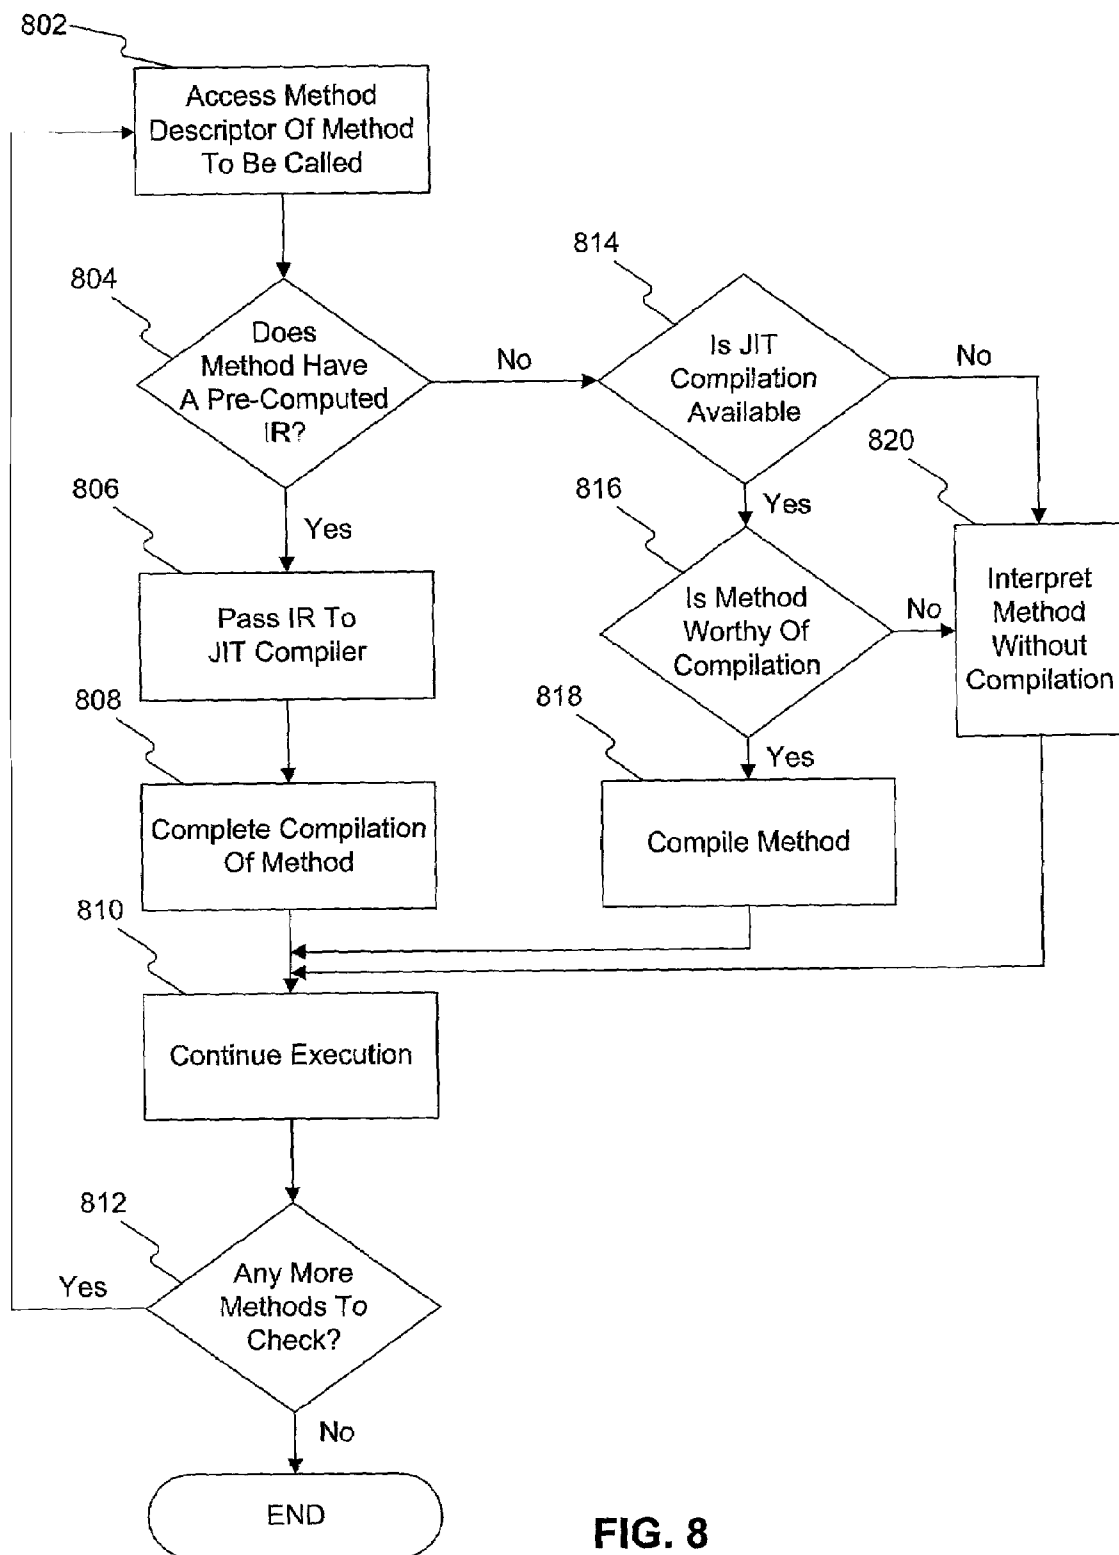 802
Access Method
Descriptor Of Method
To Be Called
804
Does
Method Have
A Pre-Computed
IR?
No
814
Is JIT
Compilation
Available
No
Yes
806
Pass IR To
JIT Compiler
Yes
816
Is Method
Worthy Of
Compilation
No
820
Interpret
Method
Without
Compilation
808
Complete Compilation
Of Method
Yes
818
Compile Method
810
Continue Execution
812
Any More
Methods To
Check?
Yes
No
END
FIG. 8